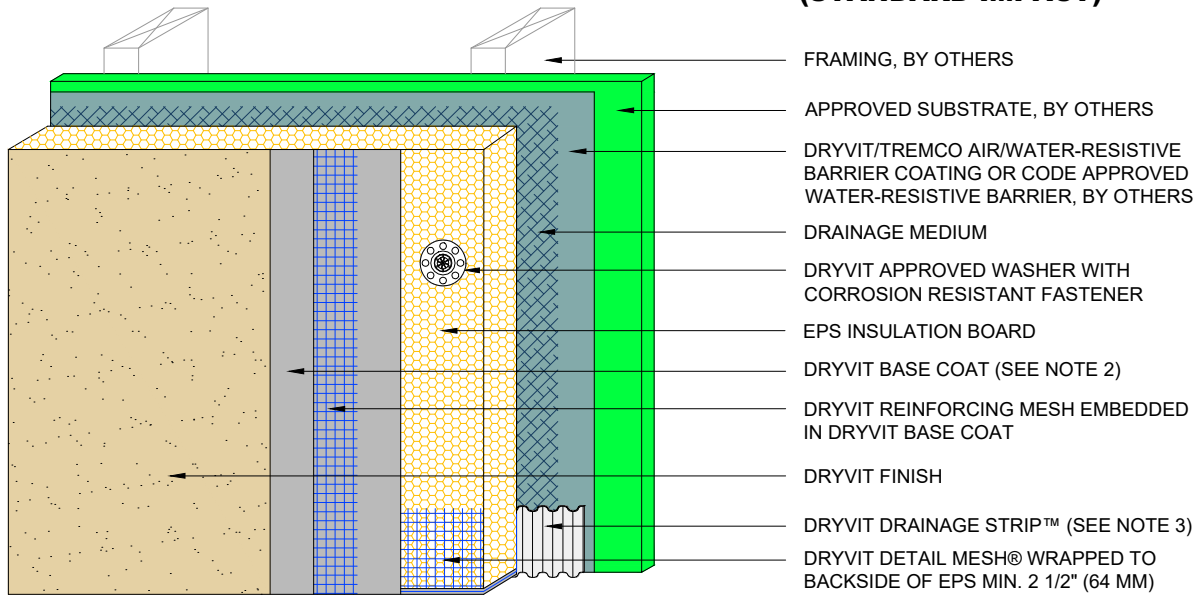 FRAMING, BY OTHERS
APPROVED SUBSTRATE, BY OTHERS
DRYVIT/TREMCO AIR/WATER-RESISTIVE
BARRIER COATING OR CODE APPROVED
WATER-RESISTIVE BARRIER, BY OTHERS
DRAINAGE MEDIUM
DRYVIT APPROVED WASHER WITH
CORROSION RESISTANT FASTENER
EPS INSULATION BOARD
DRYVIT BASE COAT (SEE NOTE 2)
DRYVIT REINFORCING MESH EMBEDDED
IN DRYVIT BASE COAT
DRYVIT FINISH
DRYVIT DRAINAGE STRIP™ (SEE NOTE 3)
DRYVIT DETAIL MESH® WRAPPED TO
BACKSIDE OF EPS MIN. 2 1/2" (64 MM)